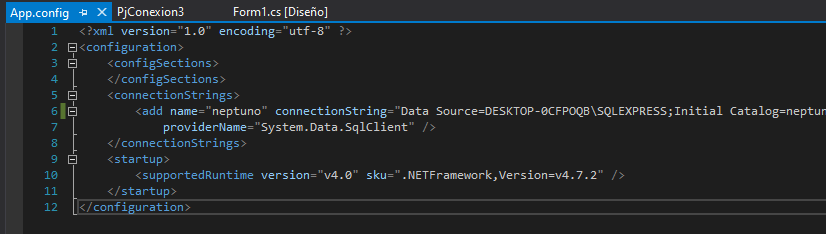 App.config PjConexion3 Form1.cs [Diseño]
1 <?xml version="1.0" encoding="utf-8" ?>
2 <configuration>
3 <configSections>
4 </configSections>
5 <connectionStrings>
6 <add name="neptuno" connectionString="Data Source=DESKTOP-0CFPOQB\SQLEXPRESS;Initial Catalog=neptun
7 providerName="System.Data.SqlClient" />
8 </connectionStrings>
9 <startup>
10 <supportedRuntime version="v4.0" sku=".NETFramework,Version=v4.7.2" />
11 </startup>
12 </configuration>